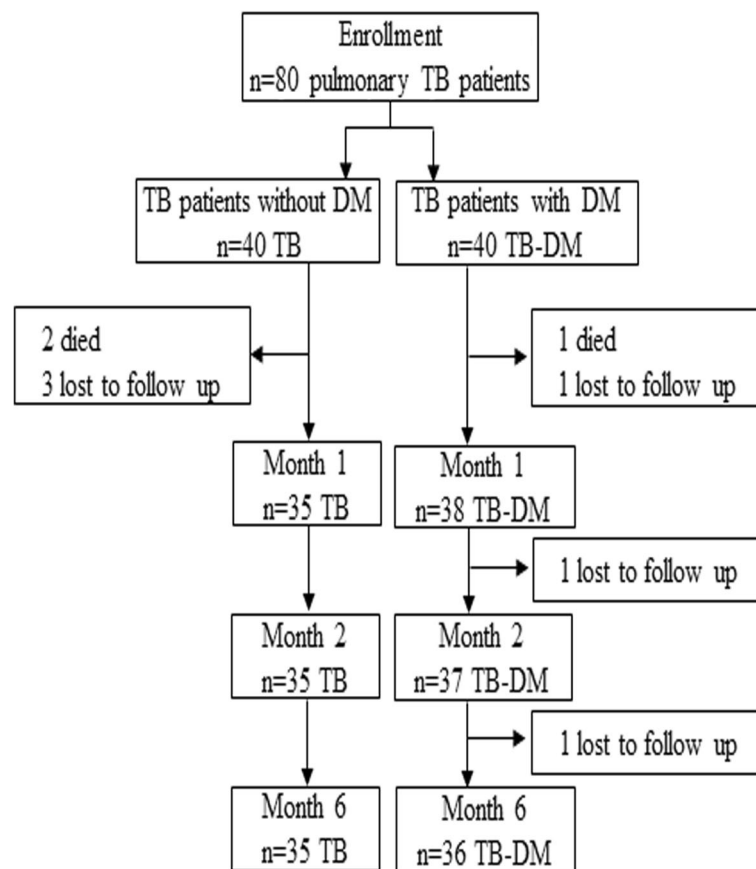 Enrollment
n=80 pulmonary TB patients
TB patients without DM
n=40 TB
TB patients with DM
n=40 TB-DM
2 died
3 lost to follow up
1 died
1 lost to follow up
Month 1
n=35 TB
Month 1
n=38 TB-DM
1 lost to follow up
Month 2
n=35 TB
Month 2
n=37 TB-DM
1 lost to follow up
Month 6
n=35 TB
Month 6
n=36 TB-DM